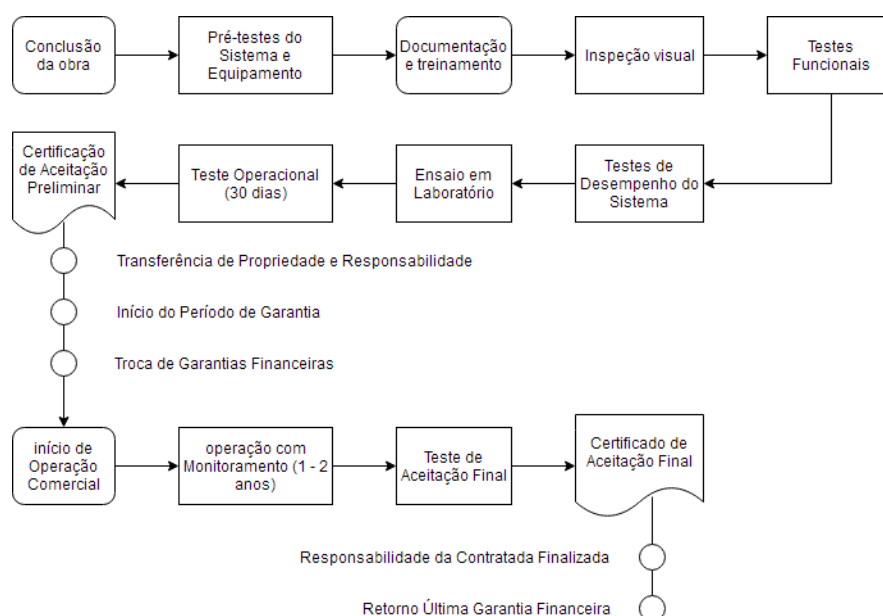 Conclusão
da obra
Pré-testes do
Sistema e
Equipamento
Documentação
e treinamento
Inspeção visual
Testes
Funcionais
Certificação
de Aceitação
Preliminar
Teste Operacional
(30 dias)
Ensaio em
Laboratório
Testes de
Desempenho do
Sistema
Transferência de Propriedade e Responsabilidade
Início do Período de Garantia
Troca de Garantias Financeiras
início de
Operação
Comercial
operação com
Monitoramento (1 - 2
anos)
Teste de
Aceitação Final
Certificado de
Aceitação Final
Responsabilidade da Contratada Finalizada
Retorno Última Garantia Financeira